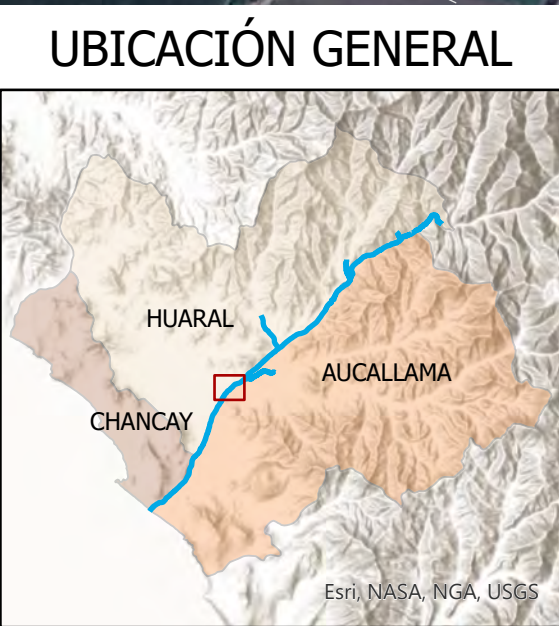 UBICACIÓN GENERAL
HUARAL
AUCALLAMA
CHANCAY
Esri, NASA, NGA, USGS